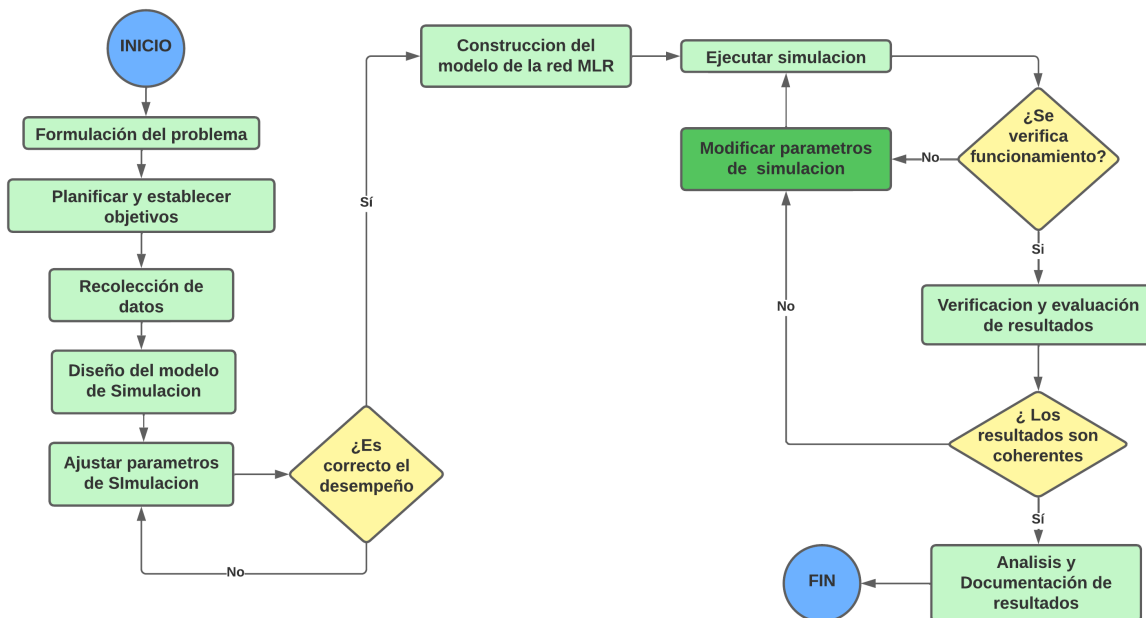 INICIO
Formulación del problema
Planificar y establecer
objetivos
Recolección de
datos
Diseño del modelo
de Simulacion
Ajustar parametros
de SImulacion
¿Es
correcto el
desempeño
No
Sí
Construccion del
modelo de la red MLR
Ejecutar simulacion
¿Se
verifica
funcionamiento?
No
Modificar parametros
de simulacion
Si
Verificacion y evaluación
de resultados
¿ Los
resultados son
coherentes
No
Sí
Analisis y
Documentación de
resultados
FIN